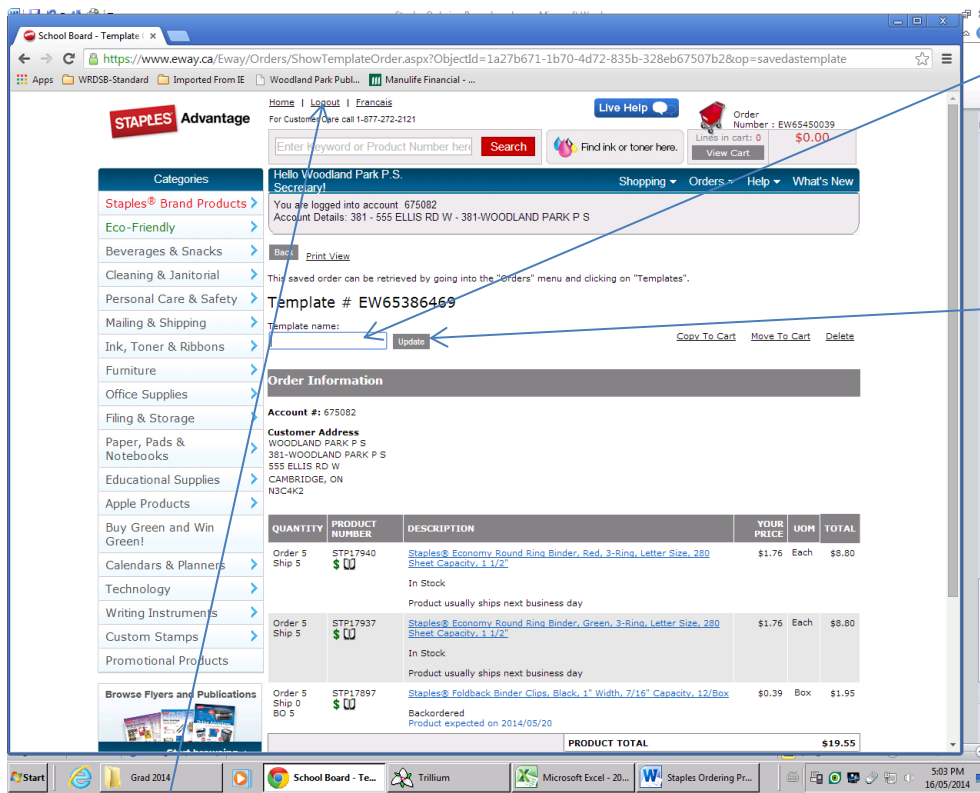 School Board - Template
https://www.eway.ca/Eway/Orders/ShowTemplateOrder.aspx?ObjectId=1a27b671-1b70-4d72-835b-328eb67507b2&op=savedastemplate
Apps WRDSB-Standard Imported From IE Woodland Park Publ... Manulife Financial - ...
STAPLES Advantage
Home | Logout | Francais
For Customer Care call 1-877-272-2121
Live Help
Order Number : EW65450039
Lines in cart: 0 $0.00
View Cart
Enter Keyword or Product Number here
Search
Find ink or toner here.
Hello Woodland Park P.S. Secretary!
Shopping Orders Help What's New
You are logged into account 675082
Account Details: 381 - 555 ELLIS RD W - 381-WOODLAND PARK P S
Categories
Staples® Brand Products
Eco-Friendly
Beverages & Snacks
Cleaning & Janitorial
Personal Care & Safety
Mailing & Shipping
Ink, Toner & Ribbons
Furniture
Office Supplies
Filing & Storage
Paper, Pads &
Notebooks
Educational Supplies
Apple Products
Buy Green and Win
Green!
Calendars & Planners
Technology
Writing Instruments
Custom Stamps
Promotional Products
Browse Flyers and Publications
Back Print View
This saved order can be retrieved by going into the "Orders" menu and clicking on "Templates".
Template # EW65386469
Template name:
Update
Copy To Cart Move To Cart Delete
Order Information
Account #: 675082
Customer Address
WOODLAND PARK P S
381-WOODLAND PARK P S
555 ELLIS RD W
CAMBRIDGE, ON
N3C4K2
QUANTITY PRODUCT NUMBER DESCRIPTION YOUR PRICE UOM TOTAL
Order 5 STP17940 Staples® Economy Round Ring Binder, Red, 3-Ring, Letter Size, 280 $1.76 Each $8.80
Ship 5 $ Sheet Capacity, 1 1/2"
In Stock
Product usually ships next business day
Order 5 STP17937 Staples® Economy Round Ring Binder, Green, 3-Ring, Letter Size, 280 $1.76 Each $8.80
Ship 5 $ Sheet Capacity, 1 1/2"
In Stock
Product usually ships next business day
Order 5 STP17897 Staples® Foldback Binder Clips, Black, 1" Width, 7/16" Capacity, 12/Box $0.39 Box $1.95
Ship 0 $
BO 5 Backordered
Product expected on 2014/05/20
PRODUCT TOTAL $19.55
Start Grad 2014 School Board - Te... Trillium Microsoft Excel - 20... Staples Ordering Pr...
5:03 PM
16/05/2014